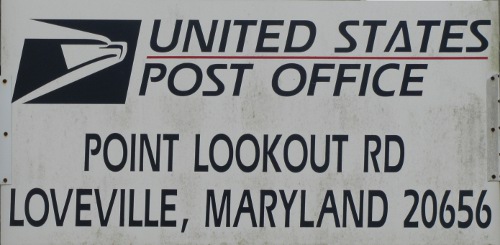 UNITED STATES
POST OFFICE
POINT LOOKOUT RD
LOVEVILLE, MARYLAND 20656